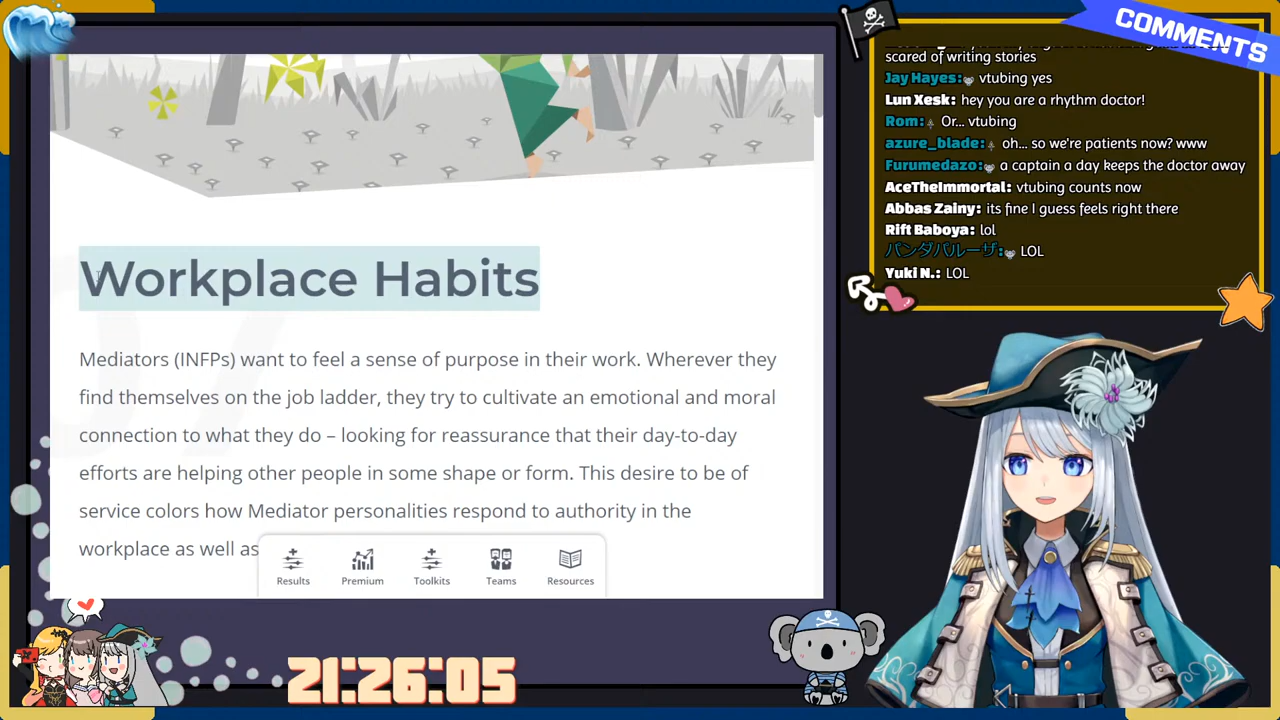 COMMENTS
scared of writing stories
Jay Hayes: vtubing yes
Lun Xesk: hey you are a rhythm doctor!
Rom: Or... vtubing
azure_blade: oh... so we're patients now? www
Furumedazo: a captain a day keeps the doctor away
AceTheImmortal: vtubing counts now
Abbas Zainy: its fine I guess feels right there
Rift Baboya: lol
パンダパルーザ: LOL
Yuki N.: LOL
Workplace Habits
Mediators (INFPs) want to feel a sense of purpose in their work. Wherever they
find themselves on the job ladder, they try to cultivate an emotional and moral
connection to what they do – looking for reassurance that their day-to-day
efforts are helping other people in some shape or form. This desire to be of
service colors how Mediator personalities respond to authority in the
workplace as well as
Results
Premium
Toolkits
Teams
Resources
21:26:05